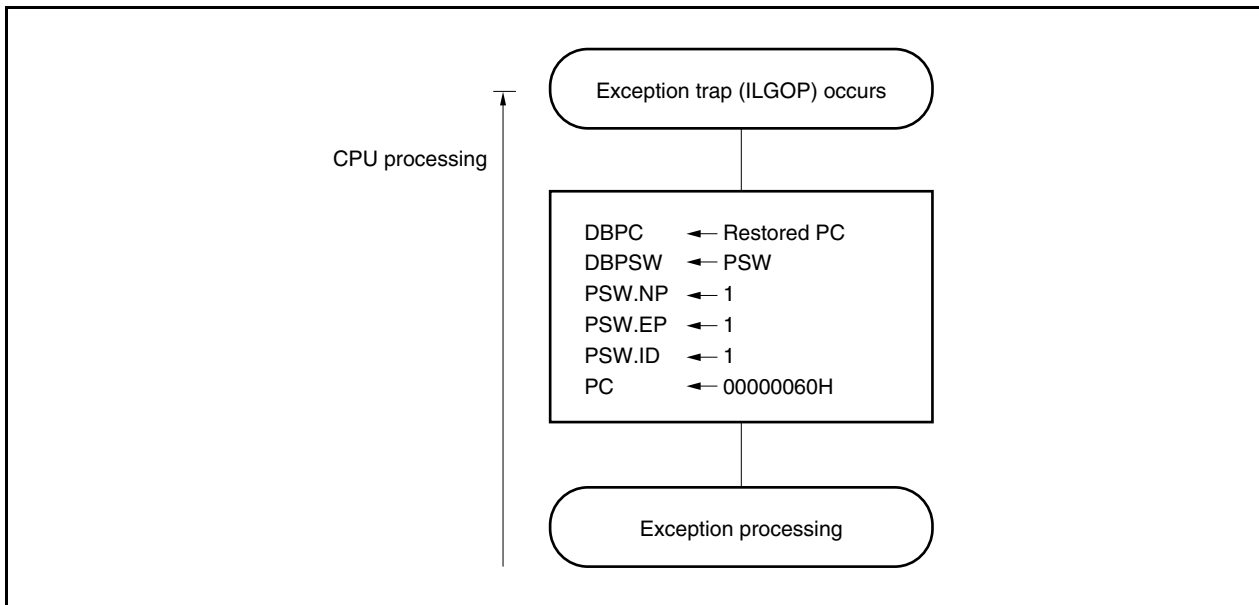 Exception trap (ILGOP) occurs
CPU processing
DBPC ← Restored PC
DBPSW ← PSW
PSW.NP ← 1
PSW.EP ← 1
PSW.ID ← 1
PC ← 00000060H
Exception processing